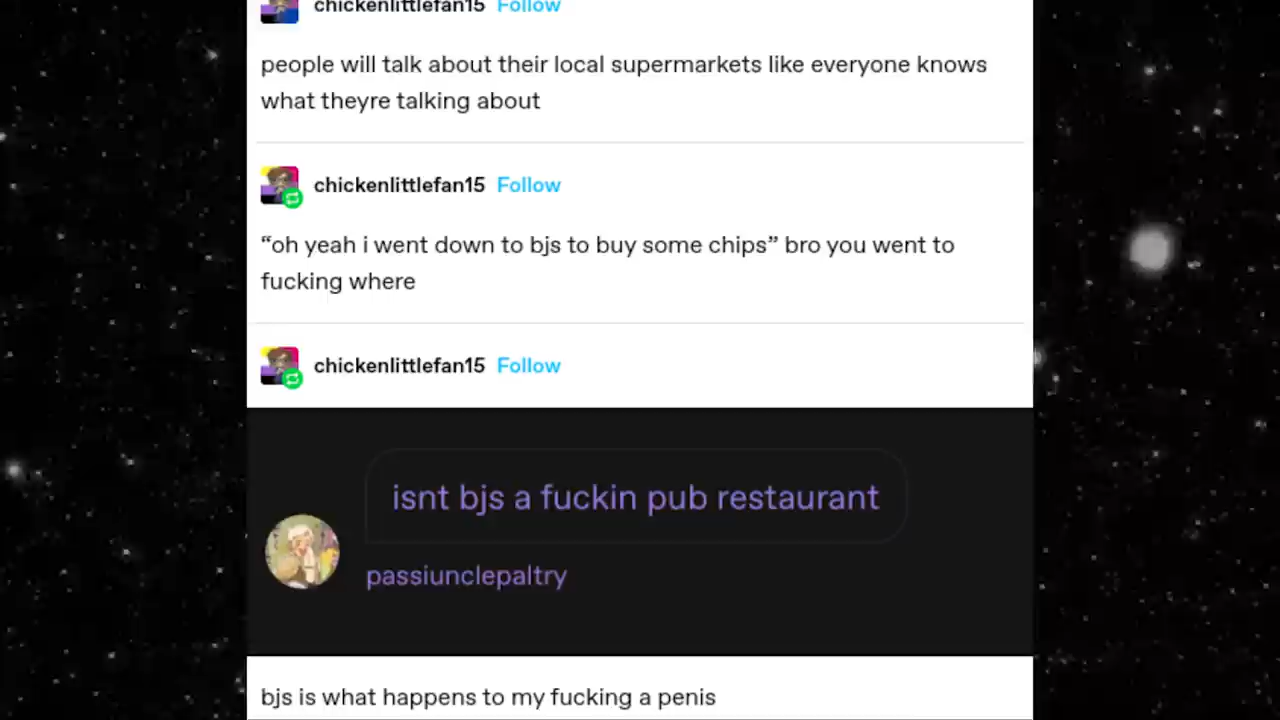 chickenlittlefan15 Follow
people will talk about their local supermarkets like everyone knows
what theyre talking about
chickenlittlefan15 Follow
“oh yeah i went down to bjs to buy some chips” bro you went to
fucking where
chickenlittlefan15 Follow
isnt bjs a fuckin pub restaurant
passiunclepaltry
bjs is what happens to my fucking a penis